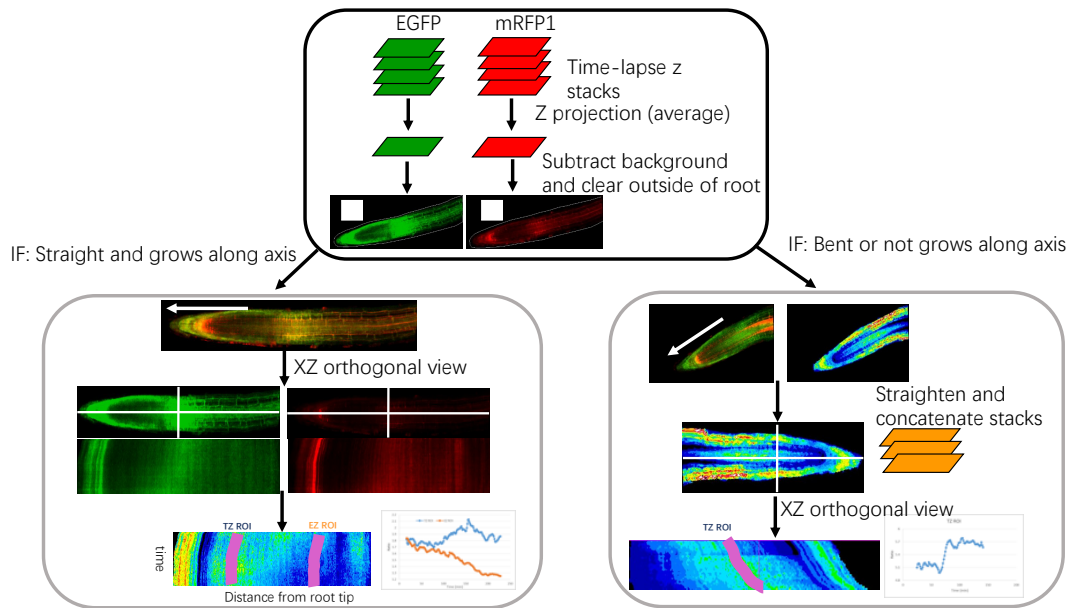 EGFP
mRFP1
Time-lapse z
stacks
Z projection (average)
Subtract background
and clear outside of root
IF: Straight and grows along axis
IF: Bent or not grows along axis
XZ orthogonal view
TZ ROI
EZ ROI
time
Distance from root tip
Straighten and
concatenate stacks
XZ orthogonal view
TZ ROI
TZ ROI